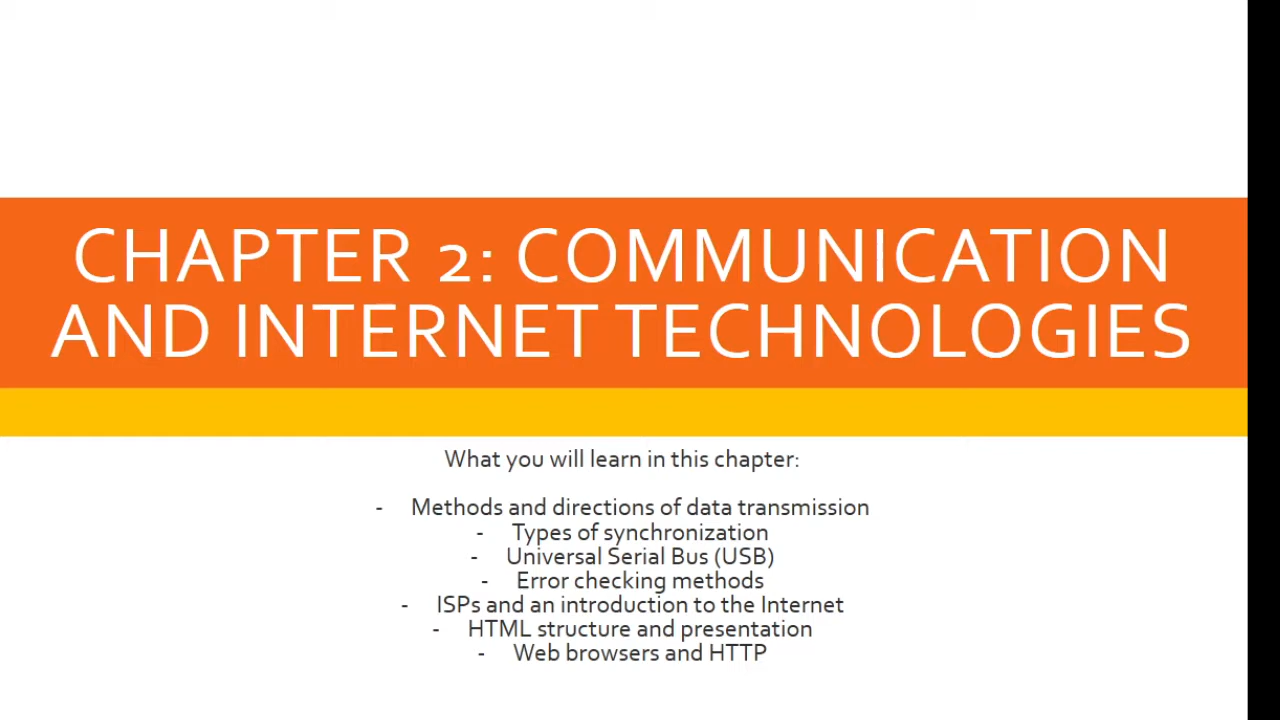 CHAPTER 2: COMMUNICATION
AND INTERNET TECHNOLOGIES
What you will learn in this chapter:
- Methods and directions of data transmission
- Types of synchronization
- Universal Serial Bus (USB)
- Error checking methods
- ISPs and an introduction to the Internet
- HTML structure and presentation
- Web browsers and HTTP